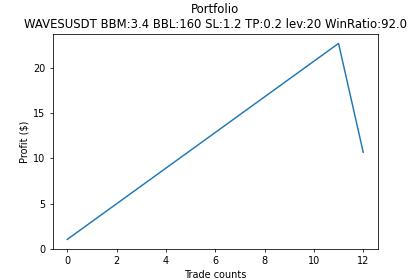 Portfolio
WAVESUSDT BBM:3.4 BBL:160 SL:1.2 TP:0.2 lev:20 WinRatio:92.0
Profit ($)
20
15
10
5
0
0 2 4 6 8 10 12
Trade counts